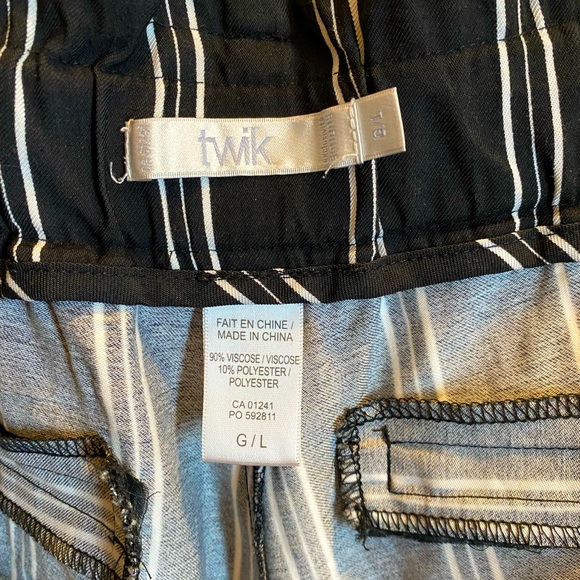 twik
G/L
FAIT EN CHINE /
MADE IN CHINA
90% VISCOSE / VISCOSE
10% POLYESTER /
POLYESTER
CA 01241
PO 592811
G / L